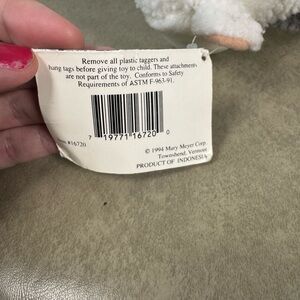 Remove all plastic taggers and
hang tags before giving toy to child. These attachments
are not part of the toy. Conforms to Safety
Requirements of ASTM F-963-91.
7 19771 16720 0
#16720
© 1994 Mary Meyer Corp.
Townshend, Vermont
PRODUCT OF INDONESIA